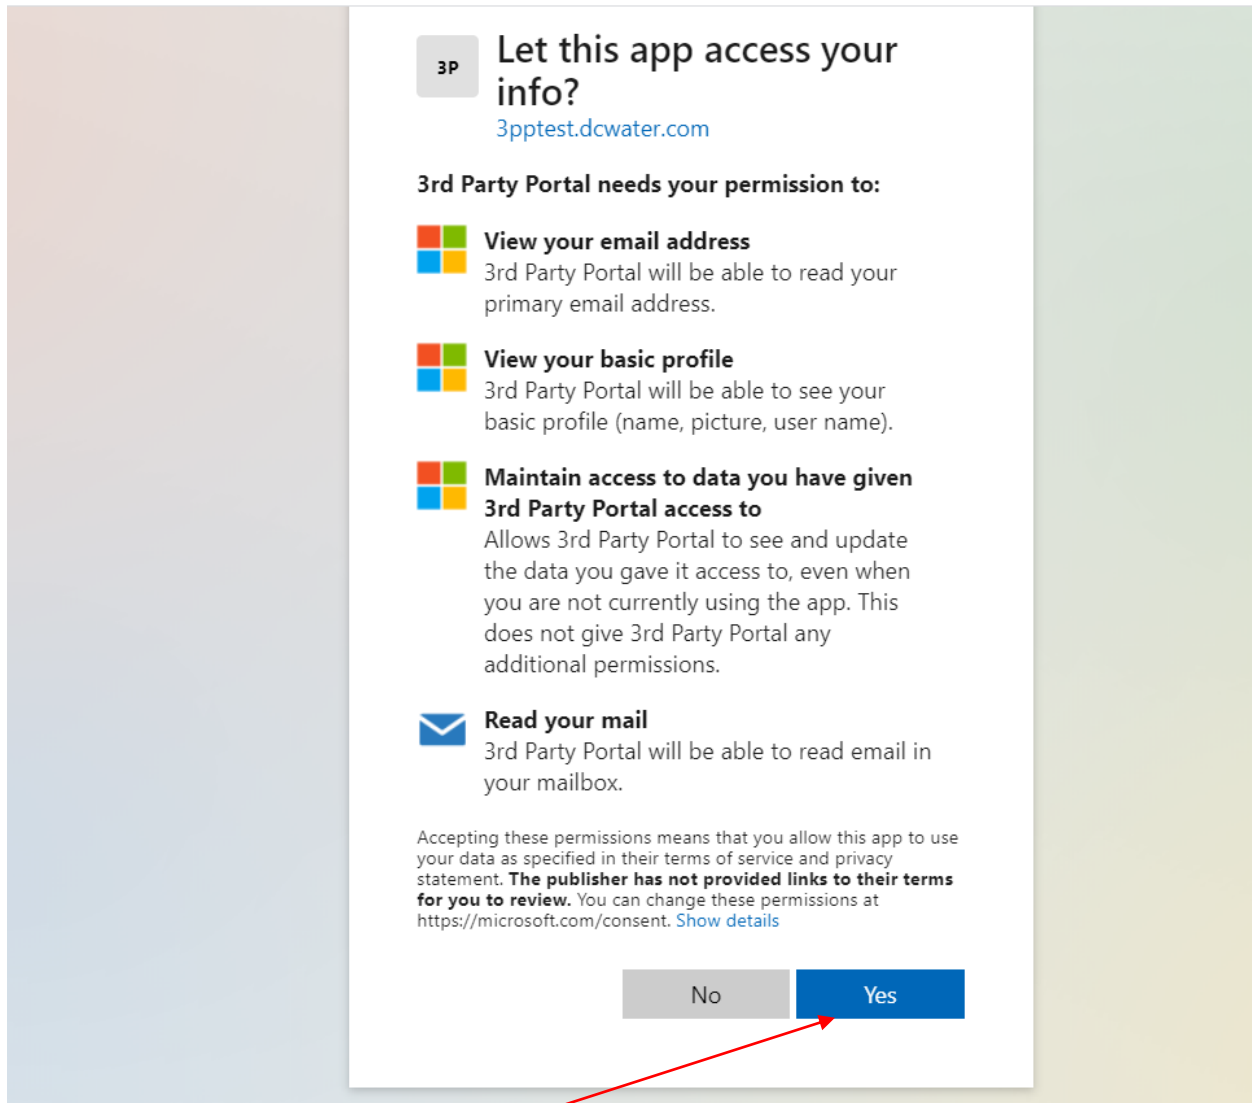 3P
Let this app access your
info?
3pptest.dcwater.com
3rd Party Portal needs your permission to:
View your email address
3rd Party Portal will be able to read your
primary email address.
View your basic profile
3rd Party Portal will be able to see your
basic profile (name, picture, user name).
Maintain access to data you have given
3rd Party Portal access to
Allows 3rd Party Portal to see and update
the data you gave it access to, even when
you are not currently using the app. This
does not give 3rd Party Portal any
additional permissions.
Read your mail
3rd Party Portal will be able to read email in
your mailbox.
Accepting these permissions means that you allow this app to use
your data as specified in their terms of service and privacy
statement. The publisher has not provided links to their terms
for you to review. You can change these permissions at
https://microsoft.com/consent. Show details
No
Yes